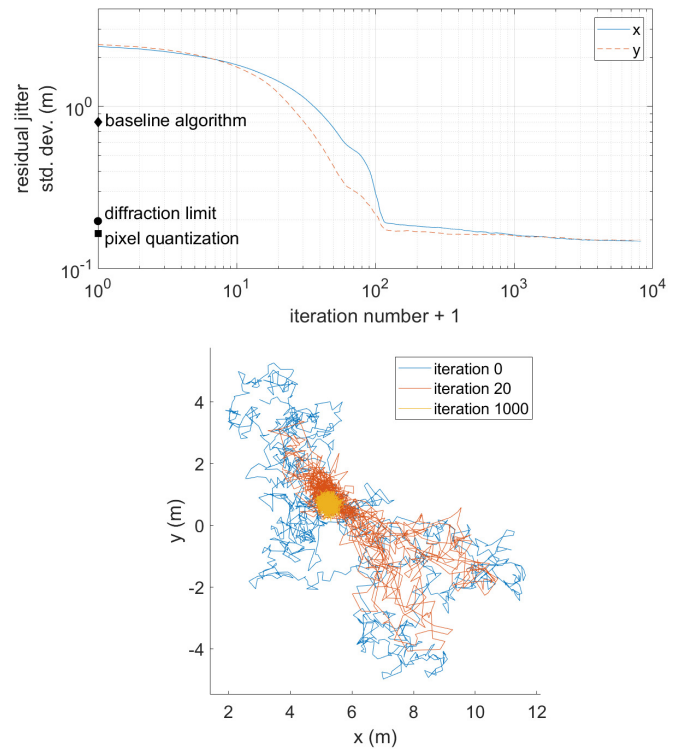 x
y
10^0
10^-1
residual jitter
std. dev. (m)
baseline algorithm
diffraction limit
pixel quantization
10^0
10^1
10^2
10^3
10^4
iteration number + 1
iteration 0
iteration 20
iteration 1000
4
2
0
-2
-4
y (m)
2
4
6
8
10
12
x (m)